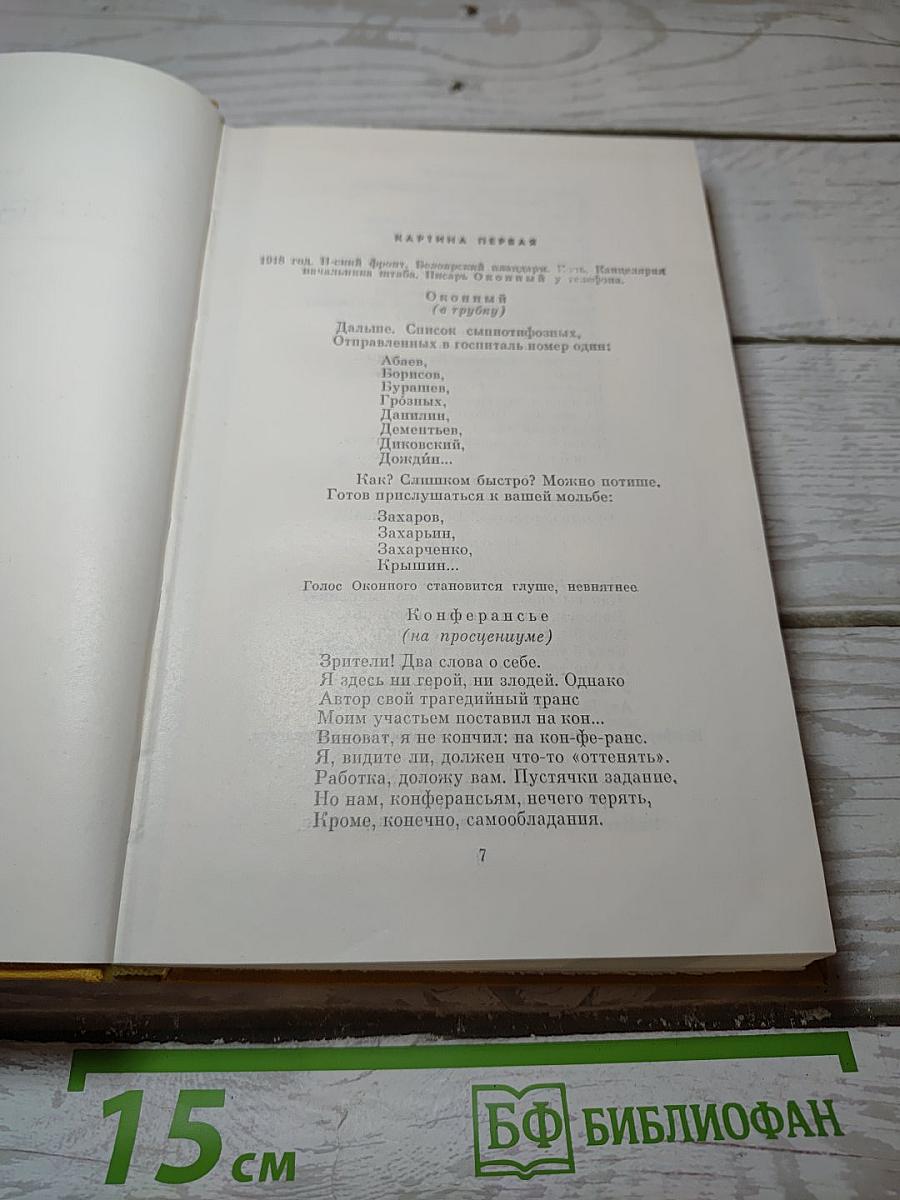 КАРТИНА ПЕРВАЯ
1918 год. N-ский фронт. Белоярский плацдарм. Канцелярия
начальника штаба. Писарь Оконный у телефона.
Оконный
(в трубку)
Дальше. Список сыпнотифозных,
Отправленных в госпиталь номер один:
Абаев,
Борисов,
Бурашев,
Гро́зных,
Данилин,
Дементьев,
Диковский,
Дожди́н...
Как? Слишком быстро? Можно потише.
Готов прислушаться к вашей мольбе:
Захаров,
Захарьин,
Захарченко,
Крышин...
Голос Оконного становится глуше, невнятнее
Конферансье
(на просцениуме)
Зрители! Два слова о себе.
Я здесь ни герой, ни злодей. Однако
Автор свой трагедийный транс
Моим участьем поставил на кон...
Виноват, я не кончил: на кон-фе-ранс.
Я, видите ли, должен что-то «оттенять».
Работка, доложу вам. Пустячки задание,
Но нам, конферансьям, нечего терять,
Кроме, конечно, самообладания.
7
15 см
БФ БИБЛИОФАН